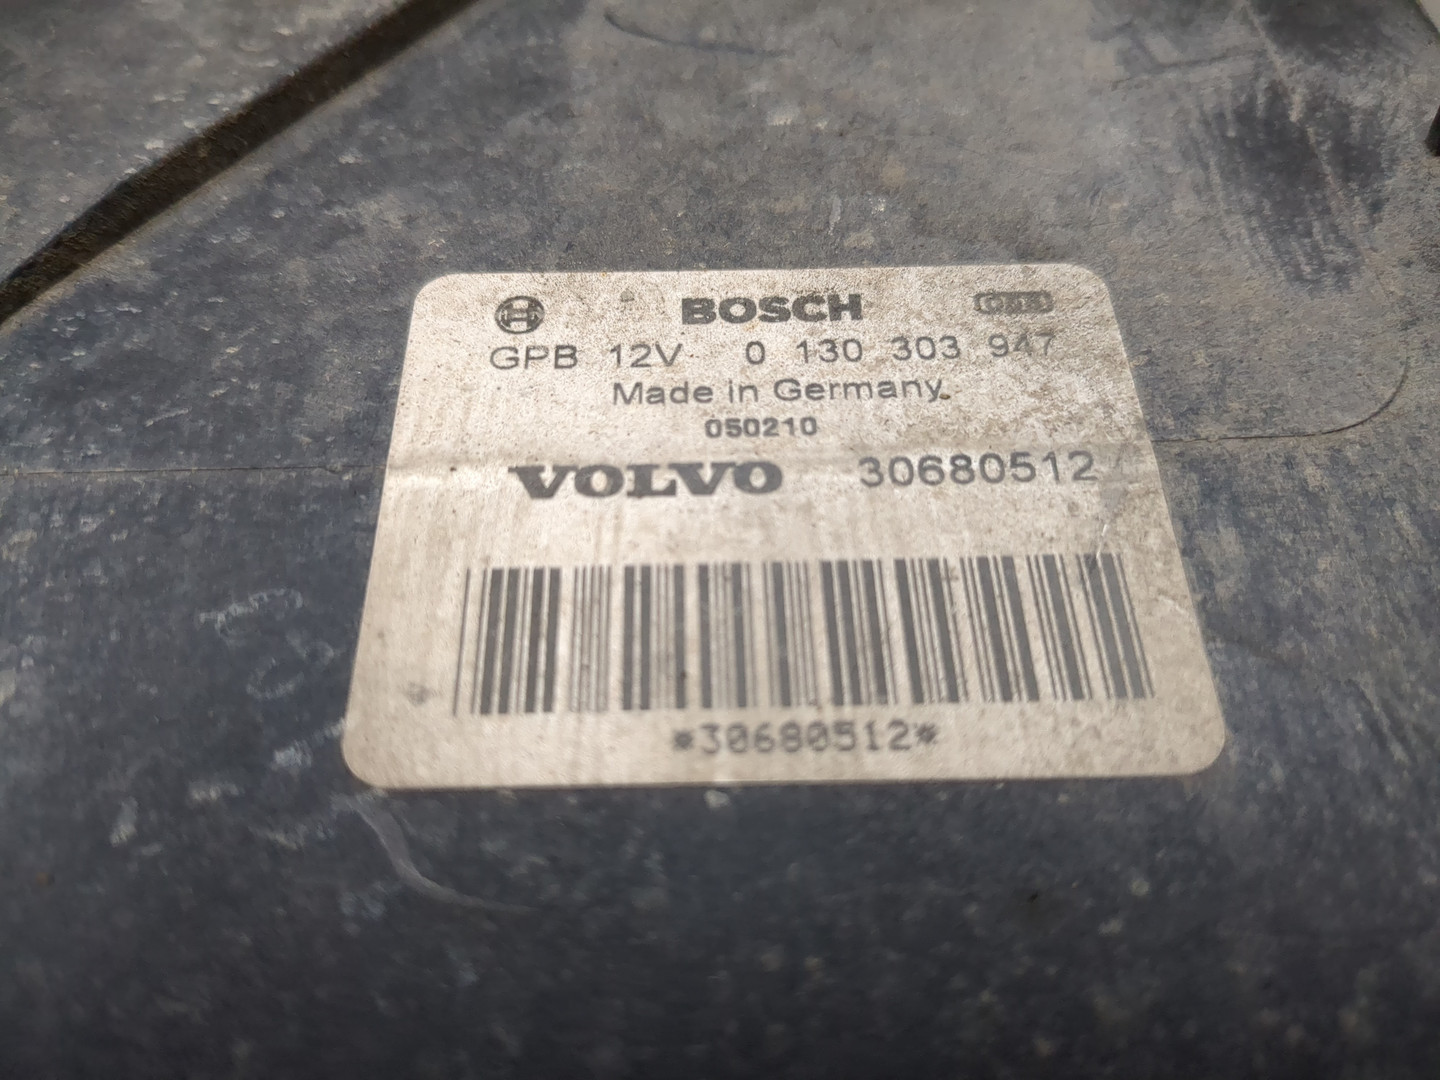 BOSCH
GPB 12V 0 130 303 947
Made in Germany
050210
VOLVO 30680512
*30680512*